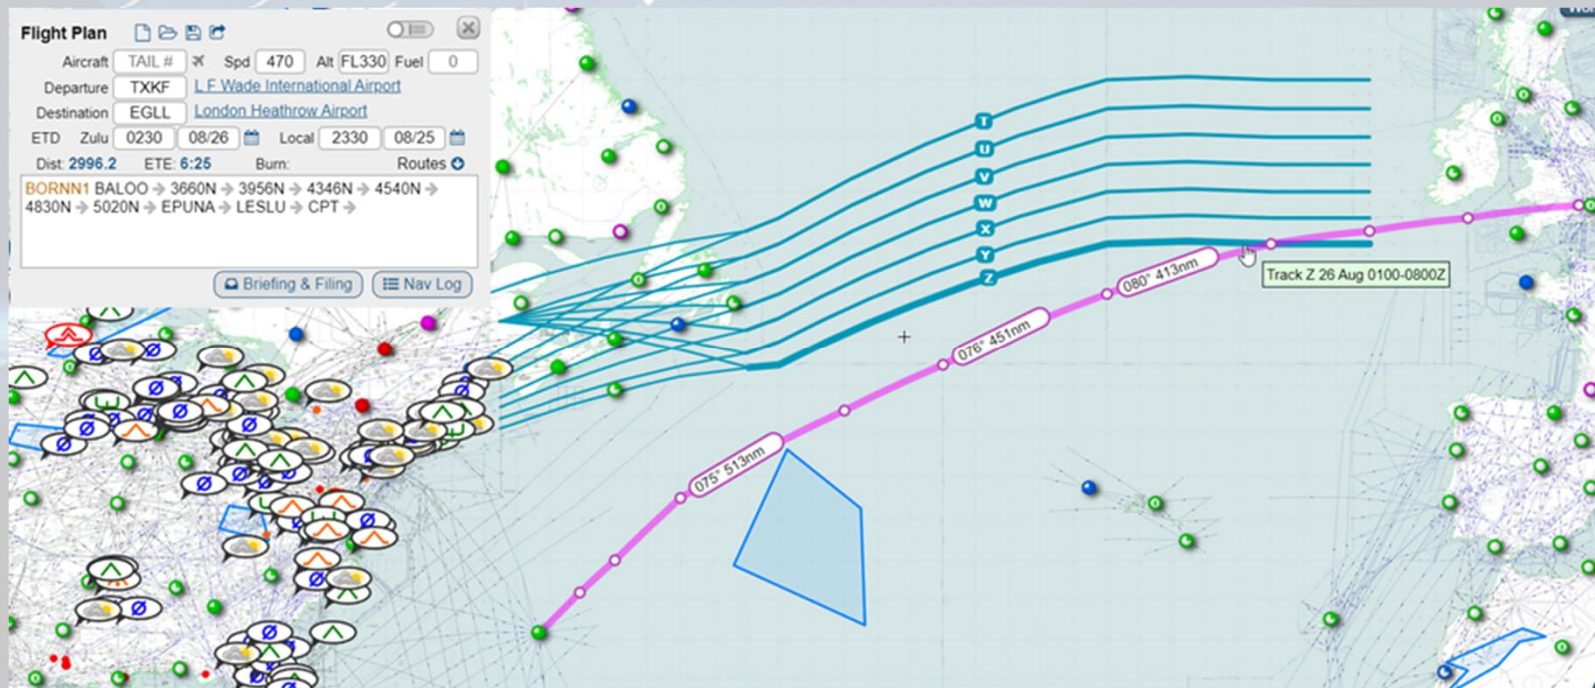 Flight Plan
Aircraft TAIL # Spd 470 Alt FL330 Fuel 0
Departure TXKF L F Wade International Airport
Destination EGLL London Heathrow Airport
ETD Zulu 0230 08/26 Local 2330 08/25
Dist: 2996.2 ETE: 6:25 Burn: Routes
BORNN1 BALOO → 3660N → 3956N → 4346N → 4540N →
4830N → 5020N → EPUNA → LESLU → CPT →
Briefing & Filing Nav Log
T
U
V
W
X
Y
Z
080° 413nm
Track Z 26 Aug 0100-0800Z
076° 451nm
075° 513nm